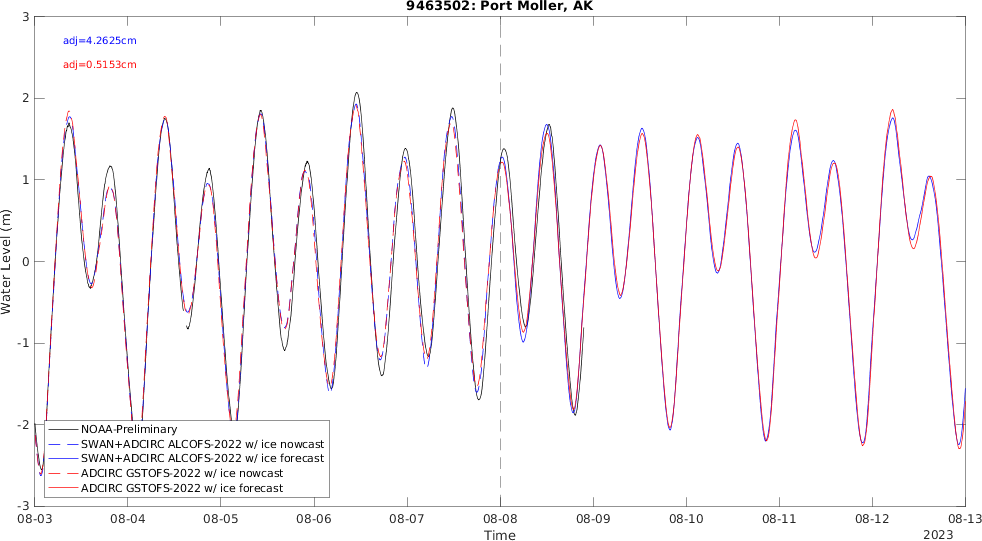 9463502: Port Moller, AK
adj=4.2625cm
adj=0.5153cm
Water Level (m)
3
2
1
0
-1
-2
-3
NOAA-Preliminary
SWAN+ADCIRC ALCOFS-2022 w/ ice nowcast
SWAN+ADCIRC ALCOFS-2022 w/ ice forecast
ADCIRC GSTOFS-2022 w/ ice nowcast
ADCIRC GSTOFS-2022 w/ ice forecast
08-03 08-04 08-05 08-06 08-07 08-08 08-09 08-10 08-11 08-12 08-13
Time
2023